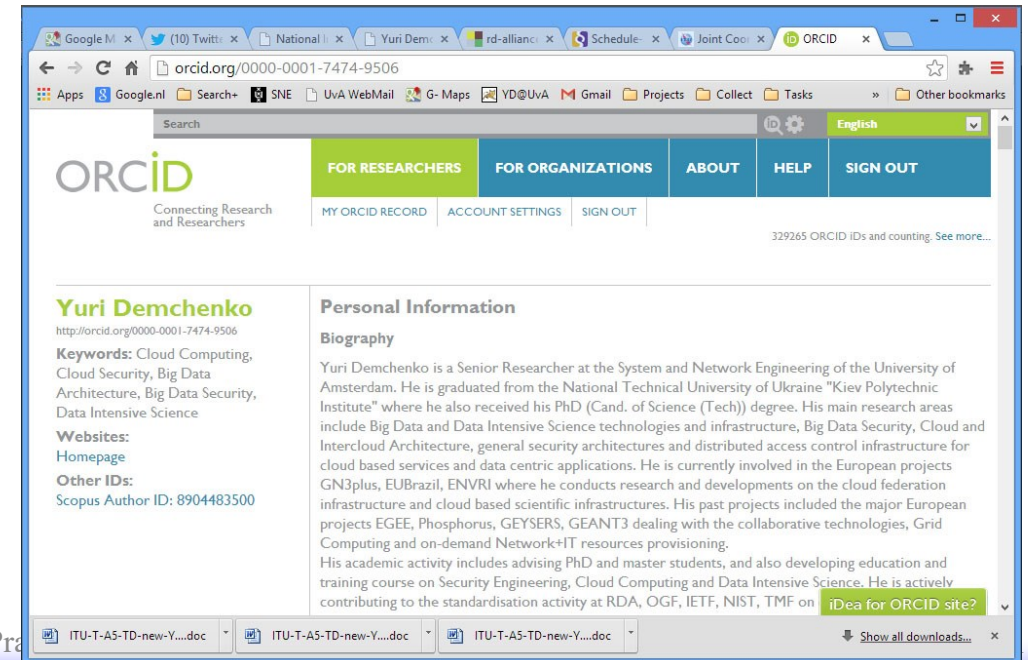 Google M
(10) Twitte
National I
Yuri Demc
rd-allianc
Schedule-
Joint Coor
ORCID
orcid.org/0000-0001-7474-9506
Apps Google.nl Search+ SNE UvA WebMail G- Maps YD@UvA Gmail Projects Collect Tasks » Other bookmarks
Search
English
ORCiD
Connecting Research
and Researchers
FOR RESEARCHERS FOR ORGANIZATIONS ABOUT HELP SIGN OUT
MY ORCID RECORD ACCOUNT SETTINGS SIGN OUT
329265 ORCID iDs and counting. See more...
Yuri Demchenko
http://orcid.org/0000-0001-7474-9506
Keywords: Cloud Computing,
Cloud Security, Big Data
Architecture, Big Data Security,
Data Intensive Science
Websites:
Homepage
Other IDs:
Scopus Author ID: 8904483500
Personal Information
Biography
Yuri Demchenko is a Senior Researcher at the System and Network Engineering of the University of
Amsterdam. He is graduated from the National Technical University of Ukraine "Kiev Polytechnic
Institute" where he also received his PhD (Cand. of Science (Tech)) degree. His main research areas
include Big Data and Data Intensive Science technologies and infrastructure, Big Data Security, Cloud and
Intercloud Architecture, general security architectures and distributed access control infrastructure for
cloud based services and data centric applications. He is currently involved in the European projects
GN3plus, EUBrazil, ENVRI where he conducts research and developments on the cloud federation
infrastructure and cloud based scientific infrastructures. His past projects included the major European
projects EGEE, Phosphorus, GEYSERS, GEANT3 dealing with the collaborative technologies, Grid
Computing and on-demand Network+IT resources provisioning.
His academic activity includes advising PhD and master students, and also developing education and
training course on Security Engineering, Cloud Computing and Data Intensive Science. He is actively
contributing to the standardisation activity at RDA, OGF, IETF, NIST, TMF on
iDea for ORCID site?
ITU-T-A5-TD-new-Y....doc
ITU-T-A5-TD-new-Y....doc
ITU-T-A5-TD-new-Y....doc
Show all downloads...